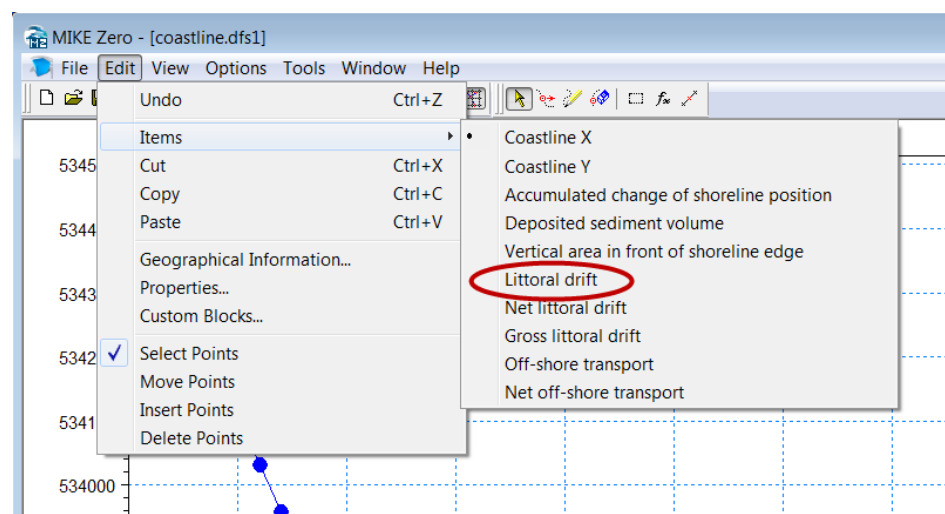 MIKE Zero - [coastline.dfs1]
File Edit View Options Tools Window Help
Undo Ctrl+Z
Items
Cut Ctrl+X
Copy Ctrl+C
Paste Ctrl+V
Geographical Information...
Properties...
Custom Blocks...
Select Points
Move Points
Insert Points
Delete Points
Coastline X
Coastline Y
Accumulated change of shoreline position
Deposited sediment volume
Vertical area in front of shoreline edge
Littoral drift
Net littoral drift
Gross littoral drift
Off-shore transport
Net off-shore transport
5345
5344
5343
5342
5341
534000